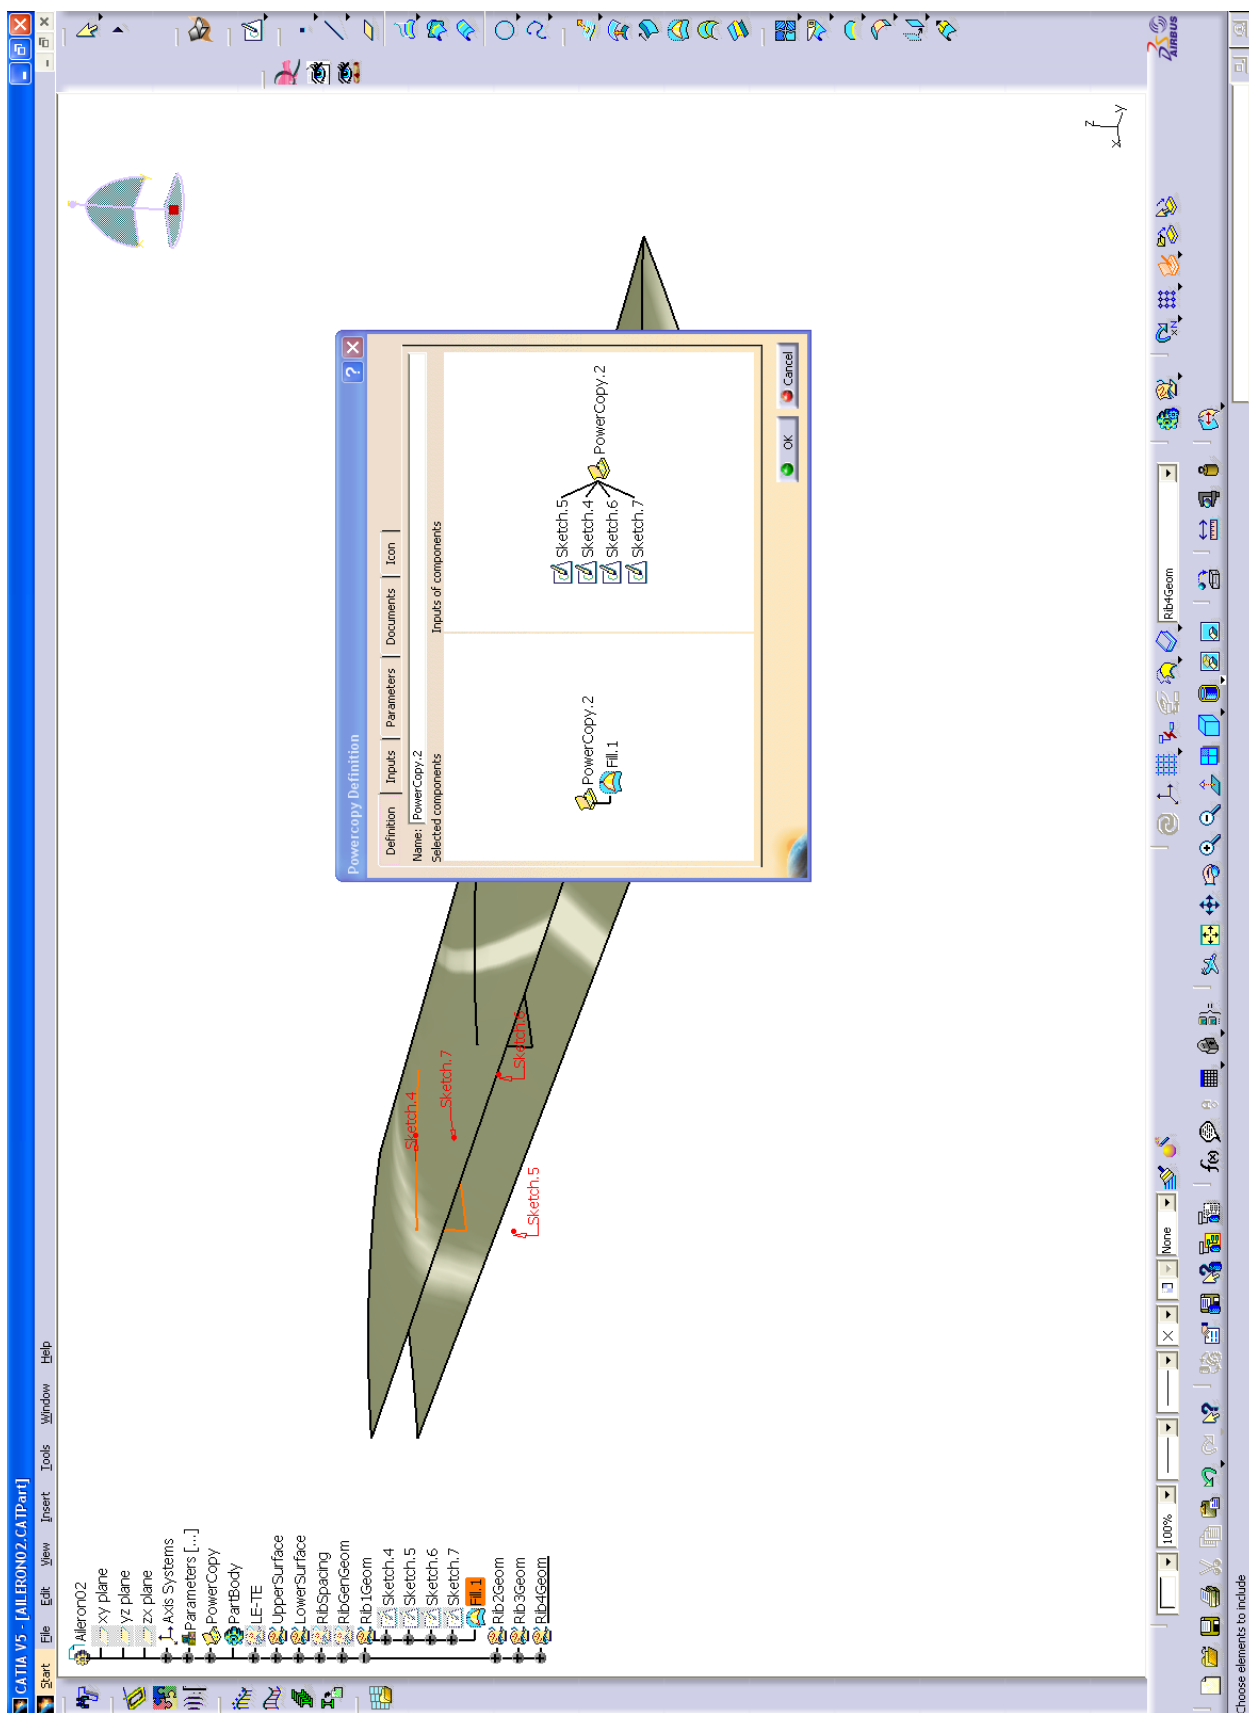 CATIA V5 - [AILERON02.CATPart]
Start File Edit View Insert Tools Window Help
Aileron02
xy plane
yz plane
zx plane
Axis Systems
Parameters [...]
PowerCopy
PartBody
LE-TE
UpperSurface
LowerSurface
RibSpacing
RibGenGeom
Rib1Geom
Sketch.4
Sketch.5
Sketch.6
Sketch.7
Fill.1
Rib2Geom
Rib3Geom
Rib4Geom
Sketch.4
Sketch.7
Sketch.6
Sketch.5
Powercopy Definition
Definition Inputs Parameters Documents Icon
Name: PowerCopy.2
Selected components Inputs of components
PowerCopy.2
Fill.1
Sketch.5
Sketch.4
Sketch.6
Sketch.7
PowerCopy.2
OK Cancel
z
x
y
AIRBUS
100% None
Rib4Geom
f(x)
Choose elements to include